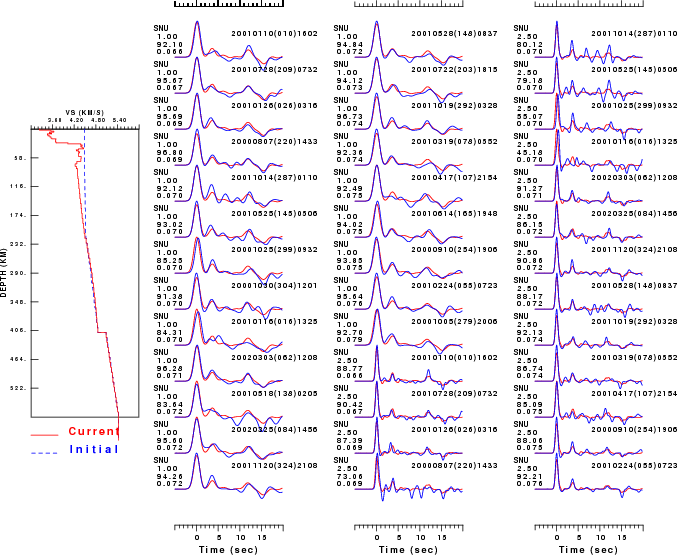 VS (KM/S)
3.60 4.20 4.80 5.40
DEPTH (KM)
58.
116.
174.
232.
290.
348.
406.
464.
522.
Current
Initial
SNU 20010110(010)1602
1.00
92.10
0.066
SNU 20010728(209)0732
1.00
95.67
0.067
SNU 20010126(026)0316
1.00
95.69
0.069
SNU 20000807(220)1433
1.00
96.80
0.069
SNU 20011014(287)0110
1.00
92.12
0.070
SNU 20010525(145)0506
1.00
93.02
0.070
SNU 20001025(299)0932
1.00
85.25
0.070
SNU 20001030(304)1201
1.00
91.38
0.070
SNU 20010116(016)1325
1.00
84.31
0.070
SNU 20020303(062)1208
1.00
96.28
0.071
SNU 20010518(138)0205
1.00
83.64
0.072
SNU 20020325(084)1456
1.00
95.60
0.072
SNU 20011120(324)2108
1.00
94.26
0.072
0 5 10 15
Time (sec)
SNU 20010528(148)0837
1.00
94.84
0.072
SNU 20010722(203)1815
1.00
94.12
0.073
SNU 20011019(292)0328
1.00
96.73
0.074
SNU 20010319(078)0552
1.00
92.36
0.074
SNU 20010417(107)2154
1.00
92.49
0.075
SNU 20010614(165)1948
1.00
94.02
0.075
SNU 20000910(254)1906
1.00
93.85
0.075
SNU 20010224(055)0723
1.00
95.64
0.076
SNU 20001005(279)2006
1.00
92.70
0.079
SNU 20010110(010)1602
2.50
88.77
0.066
SNU 20010728(209)0732
2.50
90.42
0.067
SNU 20010126(026)0316
2.50
87.39
0.069
SNU 20000807(220)1433
2.50
73.06
0.069
0 5 10 15
Time (sec)
SNU 20011014(287)0110
2.50
80.12
0.070
SNU 20010525(145)0506
2.50
79.18
0.070
SNU 20001025(299)0932
2.50
55.07
0.070
SNU 20010116(016)1325
2.50
45.18
0.070
SNU 20020303(062)1208
2.50
91.27
0.071
SNU 20020325(084)1456
2.50
86.15
0.072
SNU 20011120(324)2108
2.50
90.86
0.072
SNU 20010528(148)0837
2.50
88.17
0.072
SNU 20011019(292)0328
2.50
92.13
0.074
SNU 20010319(078)0552
2.50
86.74
0.074
SNU 20010417(107)2154
2.50
85.09
0.075
SNU 20000910(254)1906
2.50
88.06
0.075
SNU 20010224(055)0723
2.50
92.21
0.076
0 5 10 15
Time (sec)